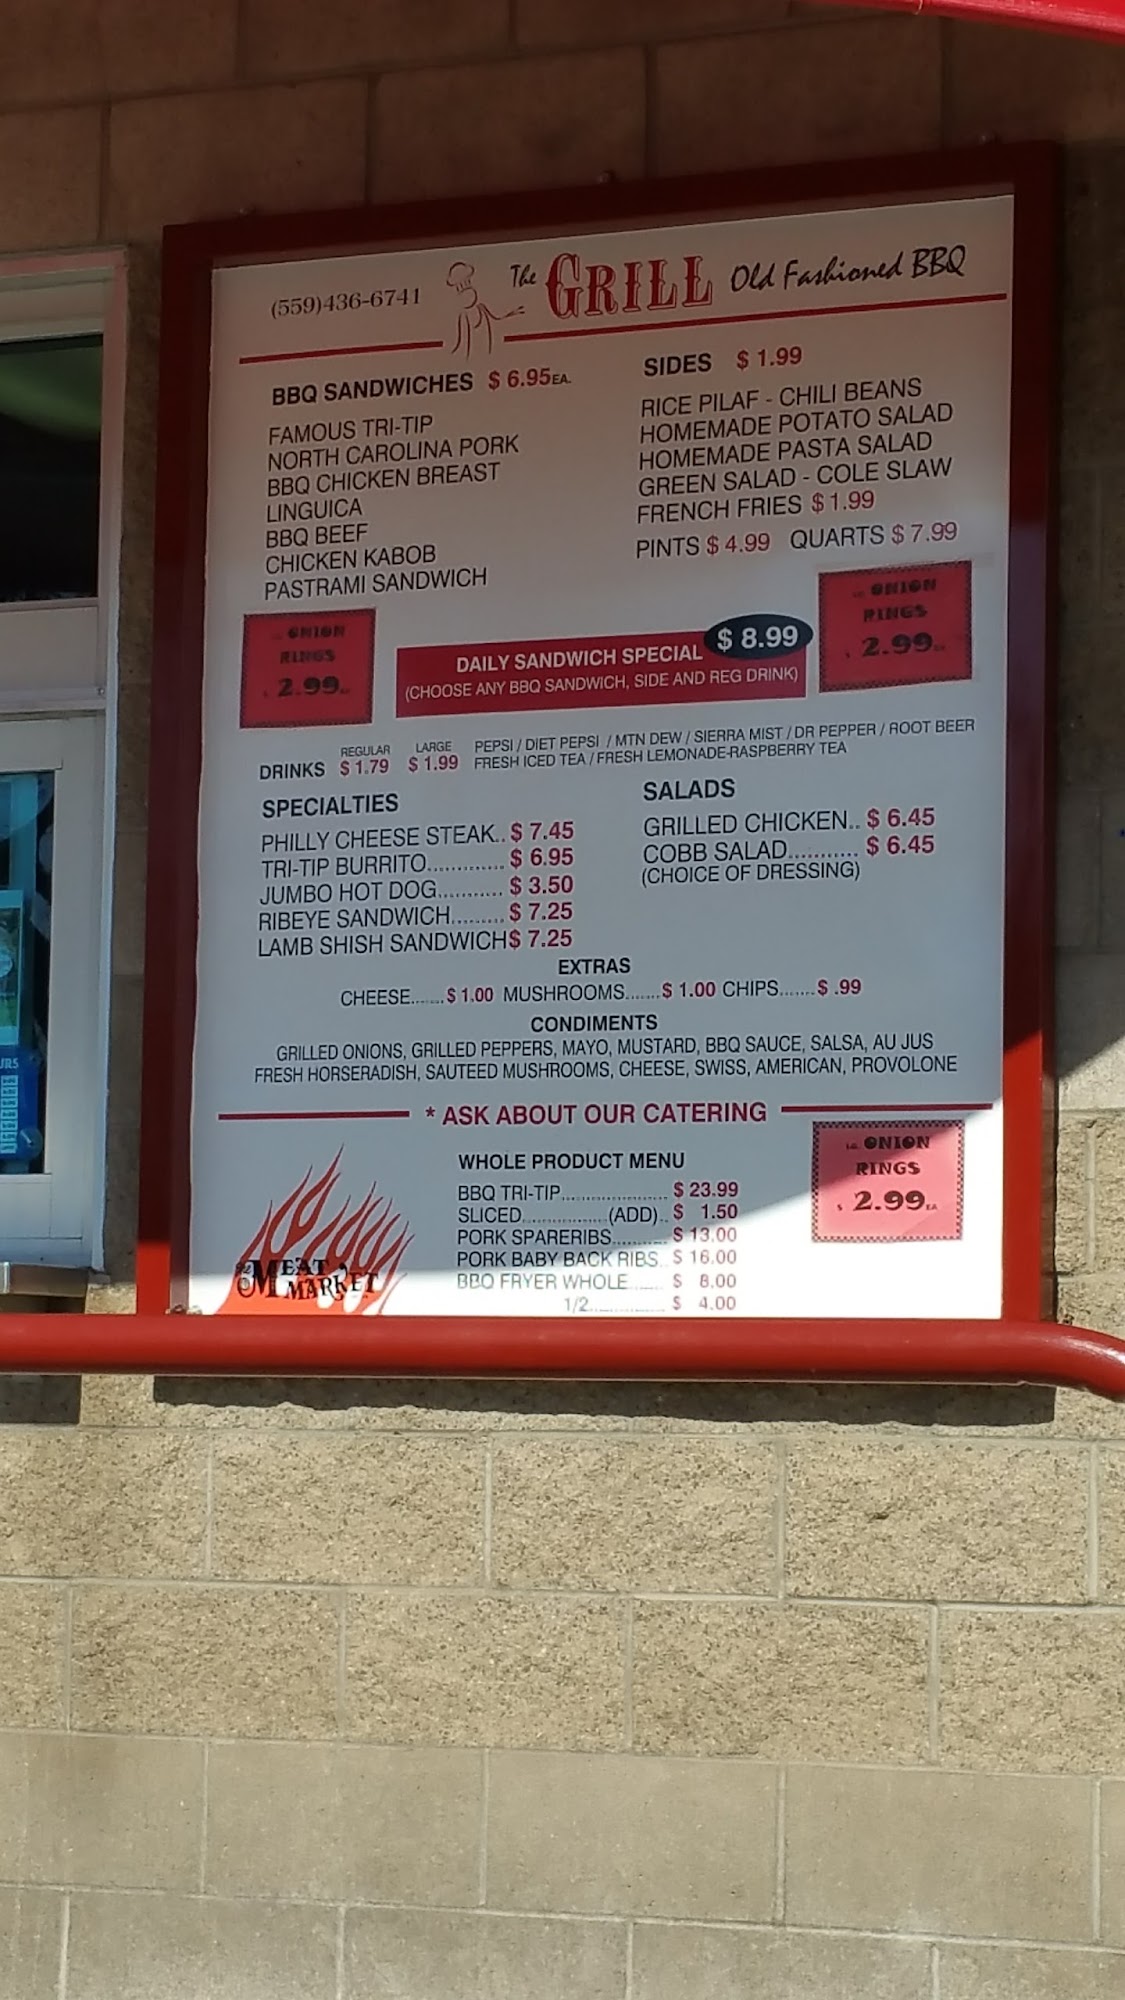 (559)436-6741
The GRILL Old Fashioned BBQ
BBQ SANDWICHES $ 6.95 EA.
FAMOUS TRI-TIP
NORTH CAROLINA PORK
BBQ CHICKEN BREAST
LINGUICA
BBQ BEEF
CHICKEN KABOB
PASTRAMI SANDWICH
SIDES $ 1.99
RICE PILAF - CHILI BEANS
HOMEMADE POTATO SALAD
HOMEMADE PASTA SALAD
GREEN SALAD - COLE SLAW
FRENCH FRIES $ 1.99
PINTS $ 4.99 QUARTS $ 7.99
ONION
RINGS
$ 2.99 EA
DAILY SANDWICH SPECIAL $ 8.99
(CHOOSE ANY BBQ SANDWICH, SIDE AND REG DRINK)
LG. ONION
RINGS
$ 2.99 EA
REGULAR LARGE PEPSI / DIET PEPSI / MTN DEW / SIERRA MIST / DR PEPPER / ROOT BEER
DRINKS $ 1.79 $ 1.99 FRESH ICED TEA / FRESH LEMONADE-RASPBERRY TEA
SPECIALTIES
PHILLY CHEESE STEAK.. $ 7.45
TRI-TIP BURRITO............. $ 6.95
JUMBO HOT DOG........... $ 3.50
RIBEYE SANDWICH......... $ 7.25
LAMB SHISH SANDWICH$ 7.25
SALADS
GRILLED CHICKEN.. $ 6.45
COBB SALAD........... $ 6.45
(CHOICE OF DRESSING)
EXTRAS
CHEESE.......$ 1.00 MUSHROOMS.......$ 1.00 CHIPS.......$ .99
CONDIMENTS
GRILLED ONIONS, GRILLED PEPPERS, MAYO, MUSTARD, BBQ SAUCE, SALSA, AU JUS
FRESH HORSERADISH, SAUTEED MUSHROOMS, CHEESE, SWISS, AMERICAN, PROVOLONE
* ASK ABOUT OUR CATERING
WHOLE PRODUCT MENU
BBQ TRI-TIP...................... $ 23.99
SLICED.................(ADD).. $ 1.50
PORK SPARERIBS........... $ 13.00
PORK BABY BACK RIBS.. $ 16.00
BBQ FRYER WHOLE....... $ 8.00
1/2............... $ 4.00
LG. ONION
RINGS
$ 2.99 EA
The MEAT
MARKET